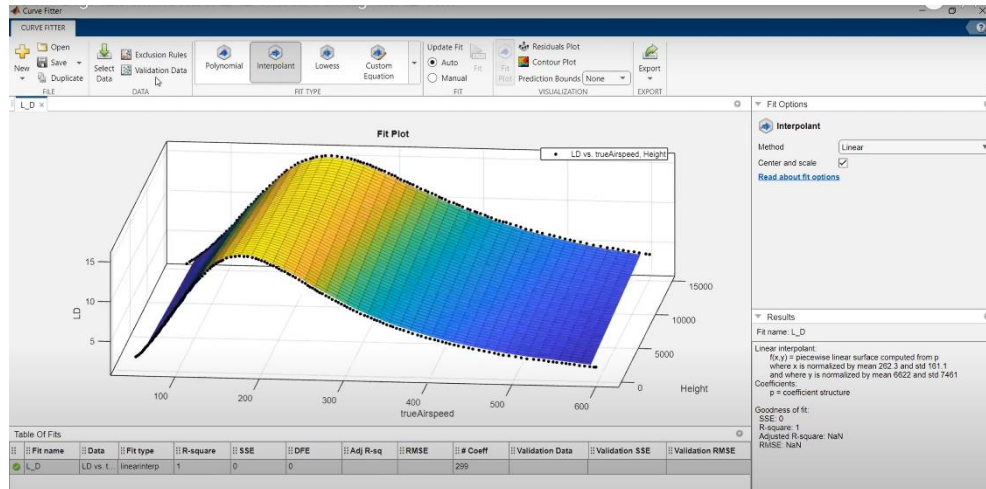 Curve Fitter
CURVE FITTER
New
Open
Save
Duplicate
FILE
Select Data
Exclusion Rules
Validation Data
DATA
Polynomial
Interpolant
Lowess
Custom Equation
FIT TYPE
Update Fit
Auto
Manual
Fit
FIT
Fit Plot
Residuals Plot
Contour Plot
Prediction Bounds None
VISUALIZATION
Export
EXPORT
L_D ×
Fit Plot
LD vs. trueAirspeed, Height
15
10
5
LD
100
200
300
400
500
600
trueAirspeed
0
5000
10000
15000
Height
Fit Options
Interpolant
Method Linear
Center and scale
Read about fit options
Results
Fit name: L_D
Linear interpolant:
f(x,y) = piecewise linear surface computed from p
where x is normalized by mean 262.3 and std 161.1
and where y is normalized by mean 6622 and std 7461
Coefficients:
p = coefficient structure
Goodness of fit:
SSE: 0
R-square: 1
Adjusted R-square: NaN
RMSE: NaN
Table Of Fits
Fit name Data Fit type R-square SSE DFE Adj R-sq RMSE # Coeff Validation Data Validation SSE Validation RMSE
L_D LD vs. t... linearinterp 1 0 0 299